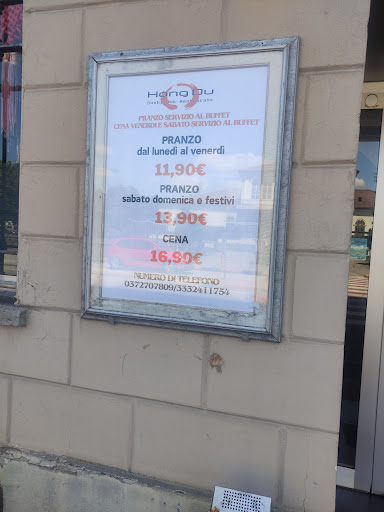 Hong Du
PRANZO SERVIZIO AL BUFFET
CENA VENERDI E SABATO SERVIZIO AL BUFFET
PRANZO
dal lunedì al venerdì
11,90€
PRANZO
sabato domenica e festivi
13,90€
CENA
16,90€
NUMERO DI TELEFONO
0372707809/3332411754